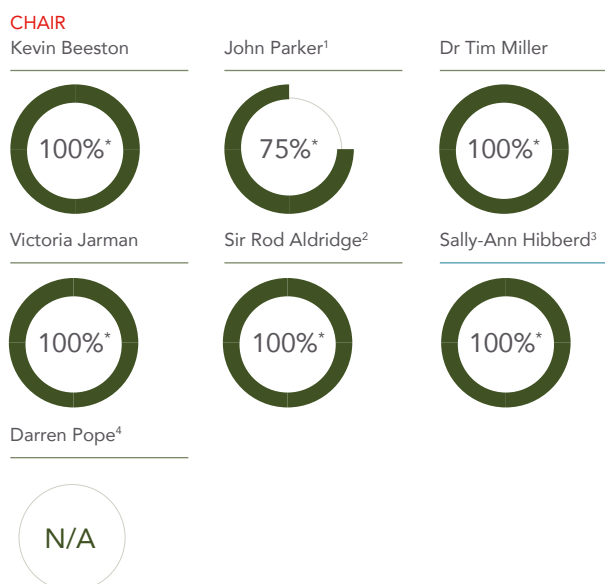 CHAIR
Kevin Beeston
John Parker¹
Dr Tim Miller
100%*
75%*
100%*
Victoria Jarman
Sir Rod Aldridge²
Sally-Ann Hibberd³
100%*
100%*
100%*
Darren Pope⁴
N/A